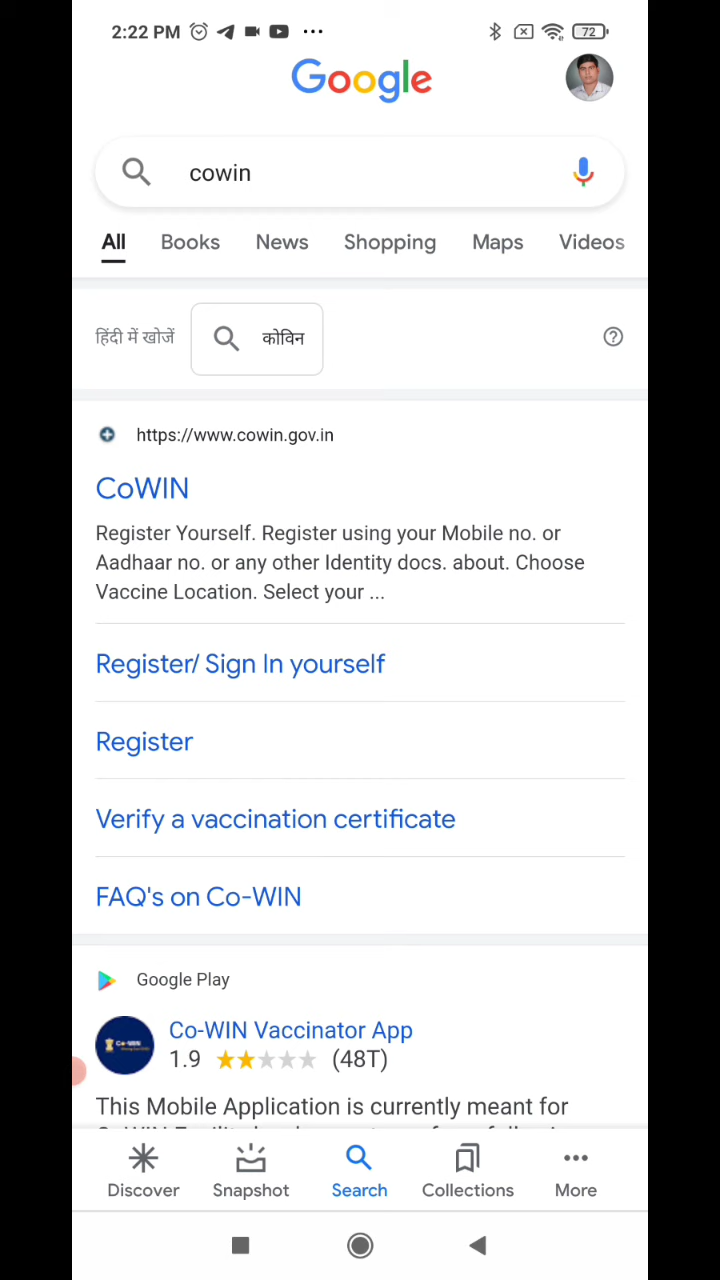 2:22 PM 72
Google
cowin
All Books News Shopping Maps Videos
हिंदी में खोजें कोविन
https://www.cowin.gov.in
CoWIN
Register Yourself. Register using your Mobile no. or
Aadhaar no. or any other Identity docs. about. Choose
Vaccine Location. Select your ...
Register/ Sign In yourself
Register
Verify a vaccination certificate
FAQ's on Co-WIN
Google Play
Co-WIN Vaccinator App
1.9 (48T)
This Mobile Application is currently meant for
Discover Snapshot Search Collections More